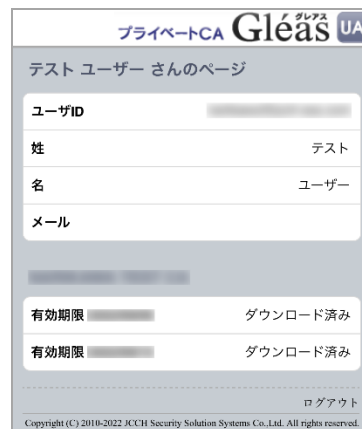 プライベートCA Gléas グレアス UA
テスト ユーザー さんのページ
ユーザID
姓 テスト
名 ユーザー
メール
有効期限 ダウンロード済み
有効期限 ダウンロード済み
ログアウト
Copyright (C) 2010-2022 JCCH Security Solution Systems Co.,Ltd. All rights reserved.